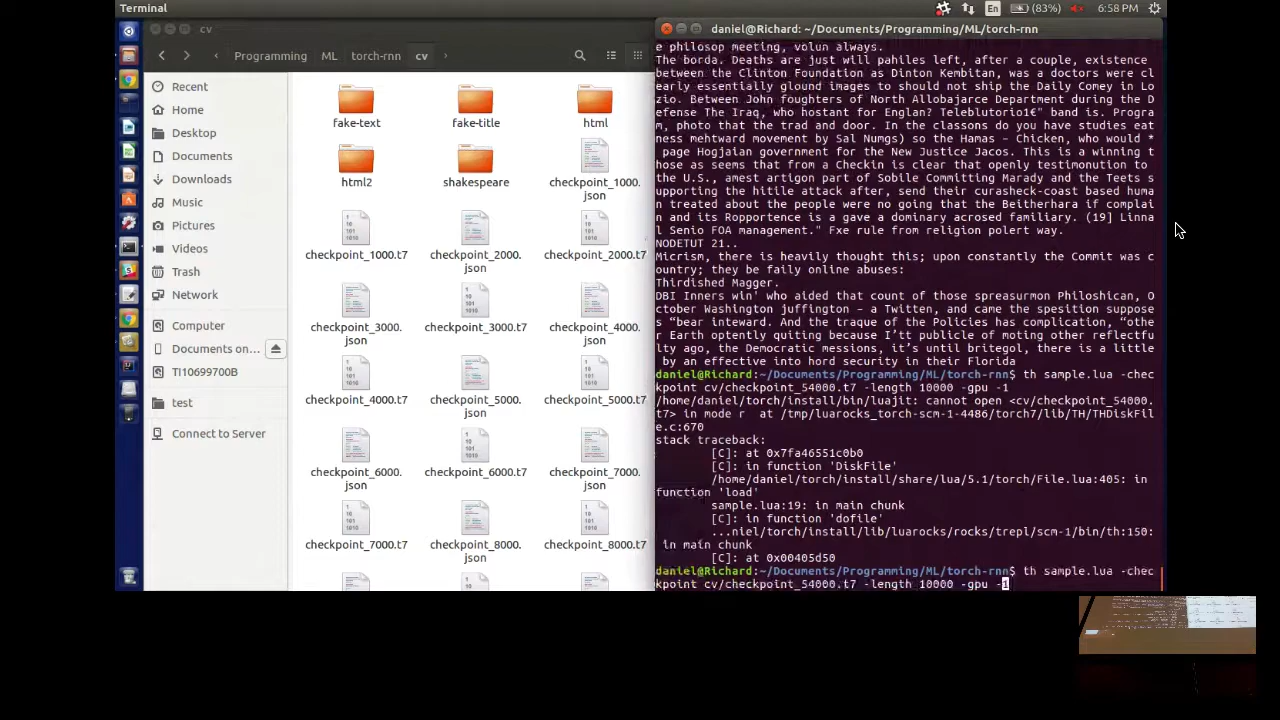 Terminal
En
(83%)
6:58 PM
cv
Programming
ML
torch-rnn
cv
Recent
Home
Desktop
Documents
Downloads
Music
Pictures
Videos
Trash
Network
Computer
Documents on...
TI10699700B
test
Connect to Server
fake-text
fake-title
html
html2
shakespeare
checkpoint_1000.
json
checkpoint_1000.t7
checkpoint_2000.
json
checkpoint_2000.t7
checkpoint_3000.
json
checkpoint_3000.t7
checkpoint_4000.
json
checkpoint_4000.t7
checkpoint_5000.
json
checkpoint_5000.t7
checkpoint_6000.
json
checkpoint_6000.t7
checkpoint_7000.
json
checkpoint_7000.t7
checkpoint_8000.
json
checkpoint_8000.t7
daniel@Richard: ~/Documents/Programming/ML/torch-rnn
e philosop meeting, volun always.
The borda. Deaths are just will pahiles left, after a couple, existence
between the Clinton Foundation as Dinton Kembitan, was a doctors were cl
early essentially glound images to should not ship the Daily Comey in Lo
zio. Between John foughters of North Allobajarce Department during the D
efense The Iraq, who hostant for Englan? Teleblutorio1€" band is. Progra
m, photo that the trad and door. In the classons do you have studies eat
ness mehtward movement by Sal Nums) so the Hamas – Chicken, who would *
 page Hogjaian Government for the New Justice Jacos. This is a winning t
hose as seems that from a Checkin is clear that openly testimonution to
the U.S., amest artigon part of Sobile Committing Marady and the Teets s
upporting the hittle attack after, send their curasheck-coast based huma
n treated about the people were no going that the Beitherhara if complai
n and its Ropportence is a gave a dominary acrosed familiary. (19] Linna
l Senio FOA management." Fxe rule from religion polert way.
NODETUT 21..
Micrism, there is heavily thought this; upon constantly the Commit was c
ountry; they be faily online abuses:
Thirdished Magger.
DBI Inners win' who aided that count of those spreasurmon Philoshican, O
ctober Washington juffington – a Twitten, and came the spesition suppose
s “bear inteward. And the traque of the Policies has complication, “othe
r Earth opterply quiting because I’tt publicle of moting other reflectfu
lty ago, the Democratic messions, it’s until britegol, there is a little
 by an effective into horest security in their Florida
daniel@Richard:~/Documents/Programming/ML/torch-rnn$ th sample.lua -chec
kpoint cv/checkpoint_54000.t7 -length 10000 -gpu -1
/home/daniel/torch/install/bin/luajit: cannot open <cv/checkpoint_54000.
t7> in mode r  at /tmp/luarocks_torch-scm-1-4486/torch7/lib/TH/THDiskFil
e.c:670
stack traceback:
[C]: at 0x7fa46551c0b0
[C]: in function 'DiskFile'
/home/daniel/torch/install/share/lua/5.1/torch/File.lua:405: in
function 'load'
sample.lua:19: in main chunk
[C]: in function 'dofile'
...niel/torch/install/lib/luarocks/rocks/trepl/scm-1/bin/th:150:
 in main chunk
[C]: at 0x00405d50
daniel@Richard:~/Documents/Programming/ML/torch-rnn$ th sample.lua -chec
kpoint cv/checkpoint_54000.t7 -length 10000 -gpu -1